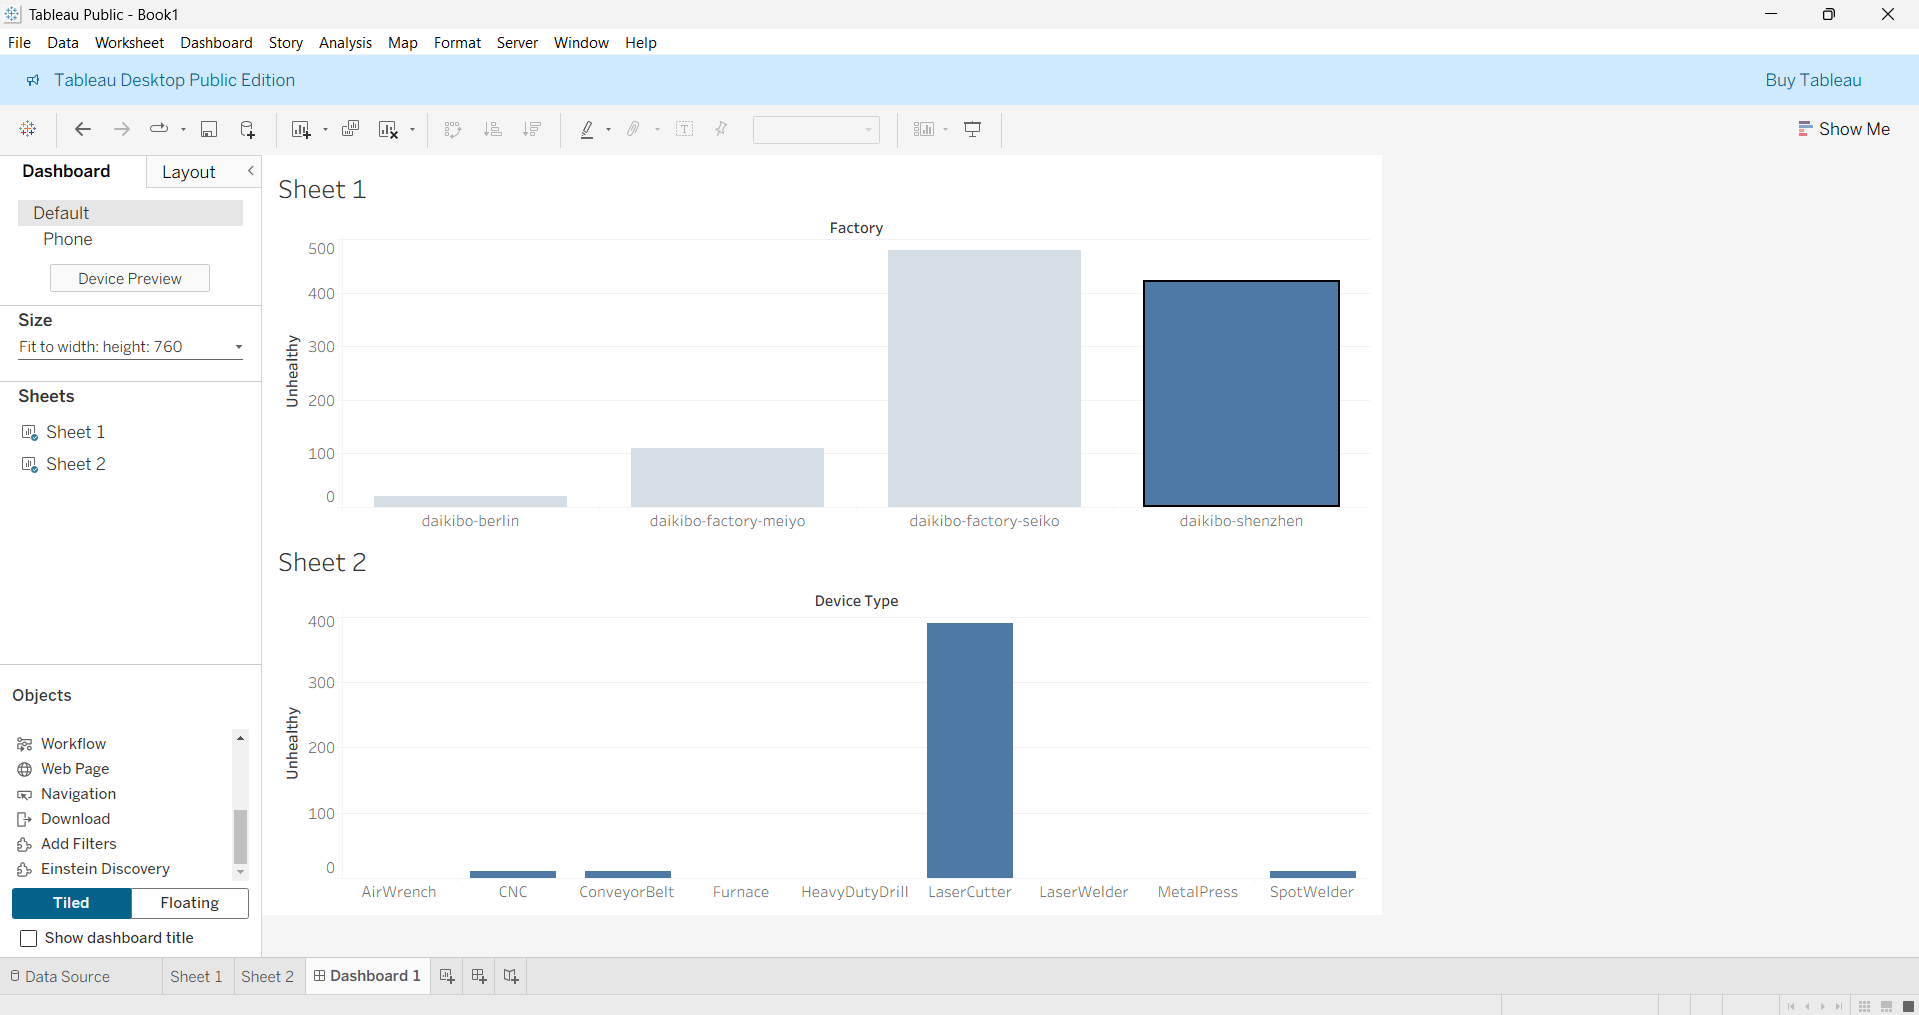 Tableau Public - Book1
File Data Worksheet Dashboard Story Analysis Map Format Server Window Help
Tableau Desktop Public Edition
Buy Tableau
Show Me
Dashboard
Layout
Default
Phone
Device Preview
Size
Fit to width: height: 760
Sheets
Sheet 1
Sheet 2
Objects
Workflow
Web Page
Navigation
Download
Add Filters
Einstein Discovery
Tiled
Floating
Show dashboard title
Sheet 1
Factory
Unhealthy
500
400
300
200
100
0
daikibo-berlin
daikibo-factory-meiyo
daikibo-factory-seiko
daikibo-shenzhen
Sheet 2
Device Type
Unhealthy
400
300
200
100
0
AirWrench
CNC
ConveyorBelt
Furnace
HeavyDutyDrill
LaserCutter
LaserWelder
MetalPress
SpotWelder
Data Source
Sheet 1
Sheet 2
Dashboard 1